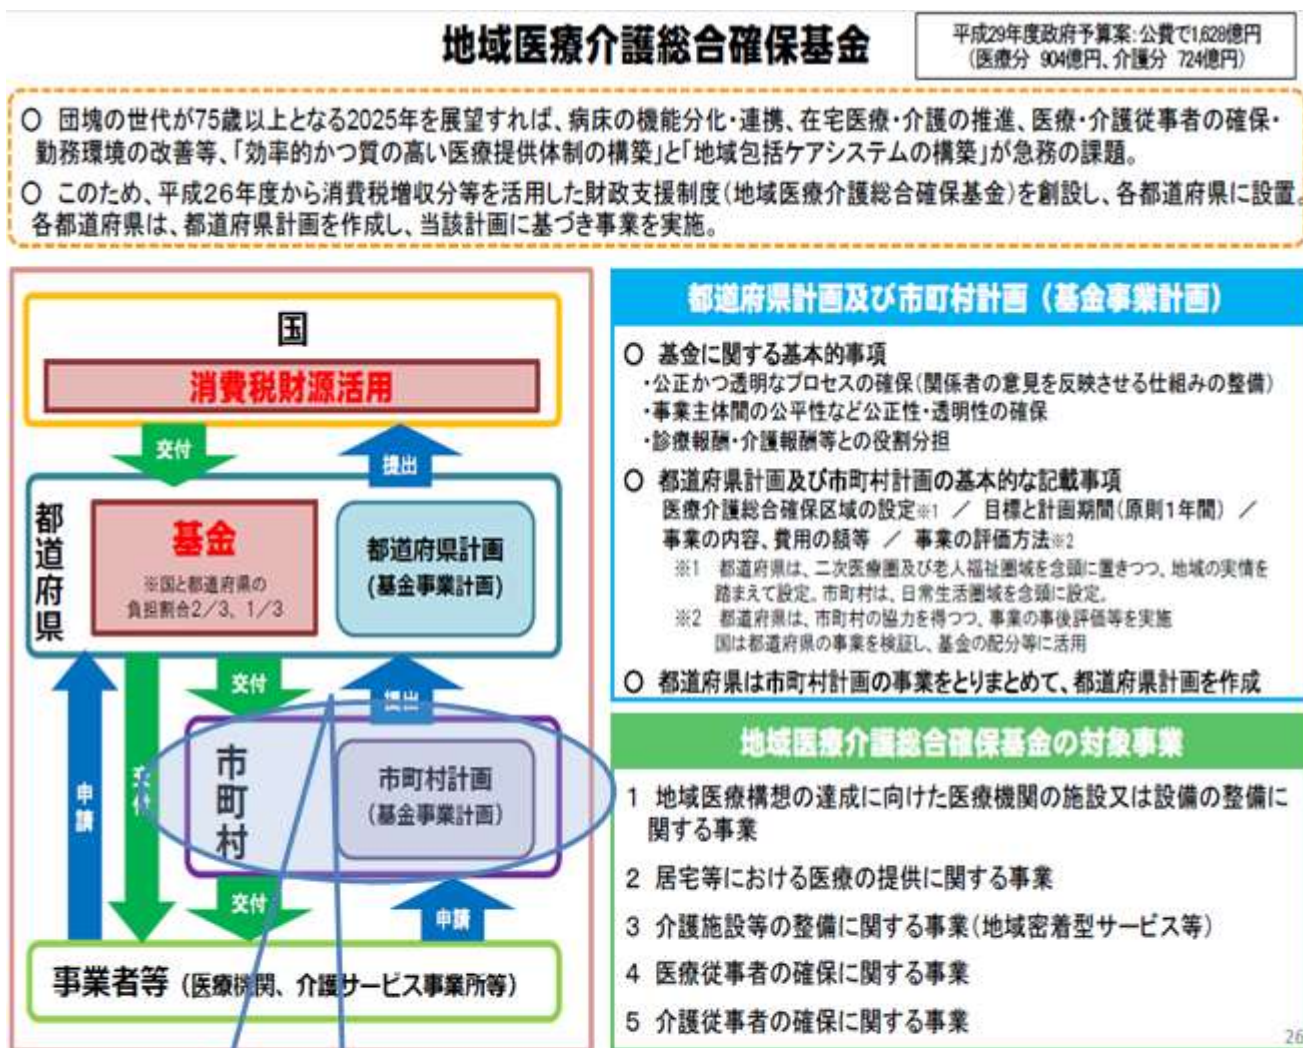 地域医療介護総合確保基金
平成29年度政府予算案:公費で1,628億円
(医療分 904億円、介護分 724億円)
○ 団塊の世代が75歳以上となる2025年を展望すれば、病床の機能分化・連携、在宅医療・介護の推進、医療・介護従事者の確保・
勤務環境の改善等、「効率的かつ質の高い医療提供体制の構築」と「地域包括ケアシステムの構築」が急務の課題。
○ このため、平成26年度から消費税増収分等を活用した財政支援制度(地域医療介護総合確保基金)を創設し、各都道府県に設置。
各都道府県は、都道府県計画を作成し、当該計画に基づき事業を実施。
国
消費税財源活用
交付
提出
都道府県
基金
※国と都道府県の
負担割合2/3、1/3
都道府県計画
(基金事業計画)
交付
提出
申請
交付
市町村
市町村計画
(基金事業計画)
交付
申請
事業者等(医療機関、介護サービス事業所等)
都道府県計画及び市町村計画(基金事業計画)
○ 基金に関する基本的事項
・公正かつ透明なプロセスの確保(関係者の意見を反映させる仕組みの整備)
・事業主体間の公平性など公正性・透明性の確保
・診療報酬・介護報酬等との役割分担
○ 都道府県計画及び市町村計画の基本的な記載事項
医療介護総合確保区域の設定※1 / 目標と計画期間(原則1年間) /
事業の内容、費用の額等 / 事業の評価方法※2
※1 都道府県は、二次医療圏及び老人福祉圏域を念頭に置きつつ、地域の実情を
踏まえて設定。市町村は、日常生活圏域を念頭に設定。
※2 都道府県は、市町村の協力を得つつ、事業の事後評価等を実施
国は都道府県の事業を検証し、基金の配分等に活用
○ 都道府県は市町村計画の事業をとりまとめて、都道府県計画を作成
地域医療介護総合確保基金の対象事業
1 地域医療構想の達成に向けた医療機関の施設又は設備の整備に
関する事業
2 居宅等における医療の提供に関する事業
3 介護施設等の整備に関する事業(地域密着型サービス等)
4 医療従事者の確保に関する事業
5 介護従事者の確保に関する事業
26